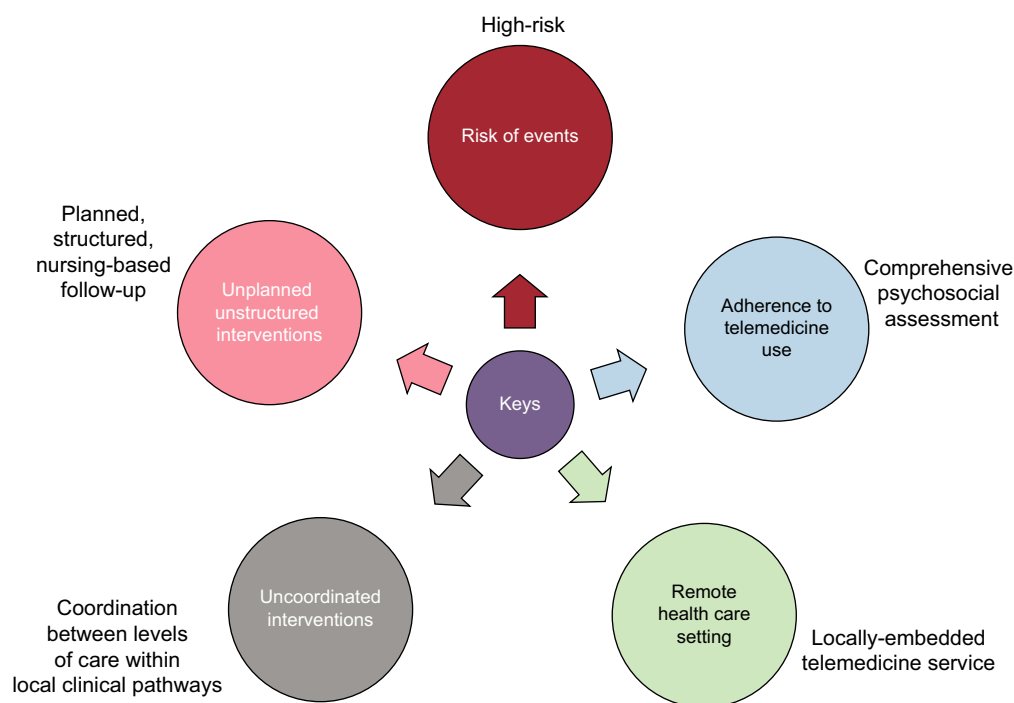 High-risk
Risk of events
Planned,
structured,
nursing-based
follow-up
Unplanned
unstructured
interventions
Adherence to
telemedicine
use
Comprehensive
psychosocial
assessment
Keys
Uncoordinated
interventions
Coordination
between levels
of care within
local clinical pathways
Remote
health care
setting
Locally-embedded
telemedicine service